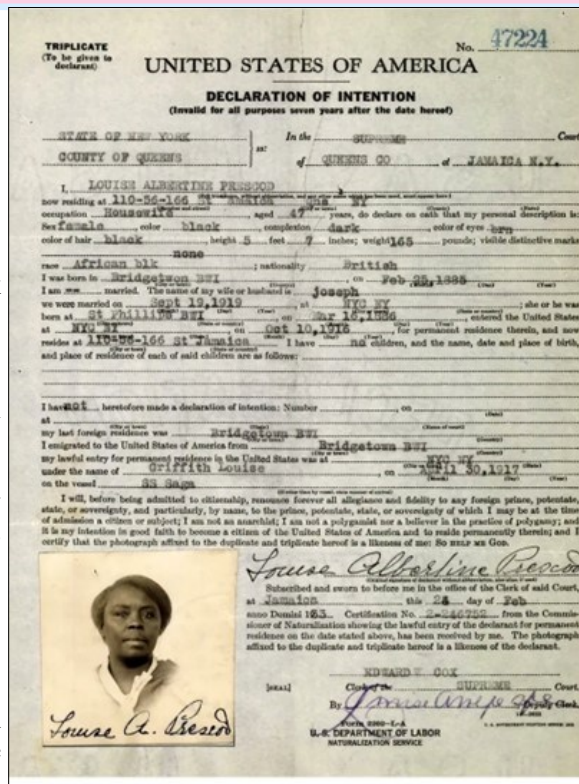 TRIPLICATE
(To be given to
declarant)
No. 47224
UNITED STATES OF AMERICA
DECLARATION OF INTENTION
(Invalid for all purposes seven years after the date hereof)
STATE OF NEW YORK
COUNTY OF QUEENS
ss:
In the SUPREME Court
of QUEENS CO of JAMAICA N.Y.
I, LOUISE ALBERTINE PRESCOD
now residing at 110-56-166 St Jamaica NY
occupation Housewife, aged 47 years, do declare on oath that my personal description is:
Sex female, color black, complexion dark, color of eyes brn
color of hair black, height 5 feet 7 inches; weight 165 pounds; visible distinctive marks
none
race African blk; nationality British
I was born in Bridgetwon BWI, on Feb 25,1885
I am married. The name of my wife or husband is joseph
we were married on Sept 19,1919, at NYC NY; she or he was
born at St Phillips BWI, on Mar 16,1886, entered the United States
at NYC NY, on Oct 10,1916, for permanent residence therein, and now
resides at 110-56-166 St Jamaica. I have no children, and the name, date and place of birth,
and place of residence of each of said children are as follows:
I have not heretofore made a declaration of intention: Number, on
at
my last foreign residence was Bridgetown BWI
I emigrated to the United States of America from Bridgetown BWI
my lawful entry for permanent residence in the United States was at NYC NY
under the name of Griffith Louise, on April 30,1917
on the vessel SS Saga
I will, before being admitted to citizenship, renounce forever all allegiance and fidelity to any foreign prince, potentate,
state, or sovereignty, and particularly, by name, to the prince, potentate, state, or sovereignty of which I may be at the time
of admission a citizen or subject; I am not an anarchist; I am not a polygamist nor a believer in the practice of polygamy; and
it is my intention in good faith to become a citizen of the United States of America and to reside permanently therein; and I
certify that the photograph affixed to the duplicate and triplicate hereof is a likeness of me: SO HELP ME GOD.
Louise Albertine Prescod
Subscribed and sworn to before me in the office of the Clerk of said Court,
at Jamaica this 24 day of Feb
anno Domini 1933 Certification No. 2-246752 from the Commis-
sioner of Naturalization showing the lawful entry of the declarant for permanent
residence on the date stated above, has been received by me. The photograph
affixed to the duplicate and triplicate hereof is a likeness of the declarant.
EDWARD W COX
[SEAL] Clerk of the SUPREME Court.
By Deputy Clerk.
Form 2202-L-A
U. S. DEPARTMENT OF LABOR
NATURALIZATION SERVICE
Louise A. Prescod